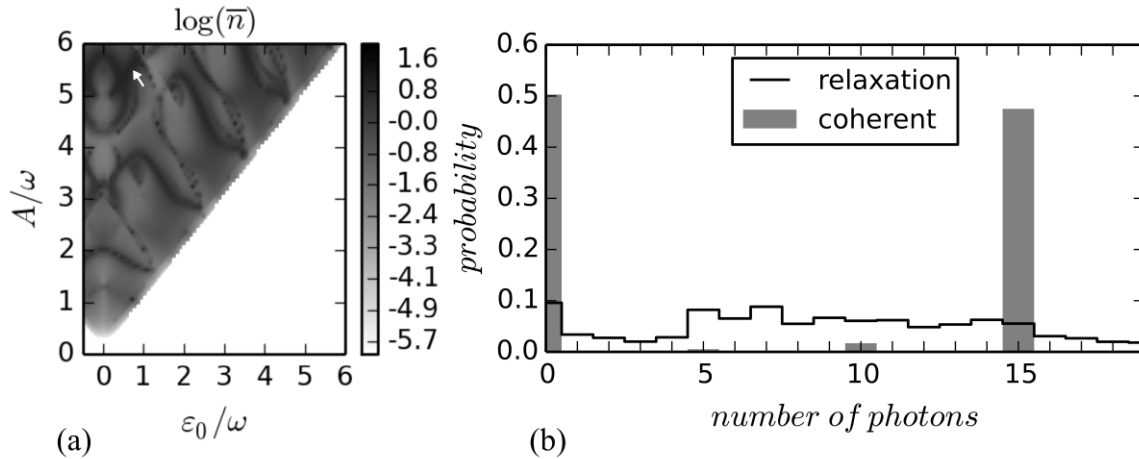 log(n̅)
6
5
4
3
2
1
0
A/ω
0 1 2 3 4 5 6
ε₀/ω
1.6
0.8
-0.0
-0.8
-1.6
-2.4
-3.3
-4.1
-4.9
-5.7
(a)
0.6
0.5
0.4
0.3
0.2
0.1
0.0
probability
relaxation
coherent
0 5 10 15
number of photons
(b)